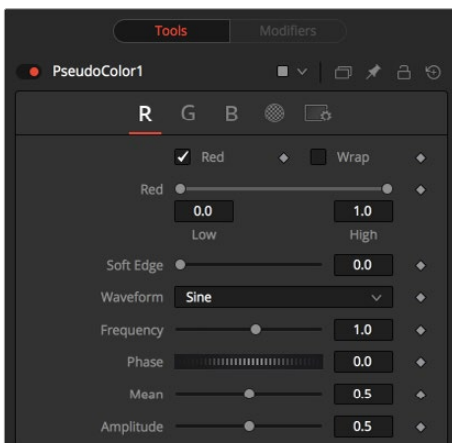 Tools Modifiers
PseudoColor1
R G B
Red Wrap
Red
0.0 1.0
Low High
Soft Edge 0.0
Waveform Sine
Frequency 1.0
Phase 0.0
Mean 0.5
Amplitude 0.5